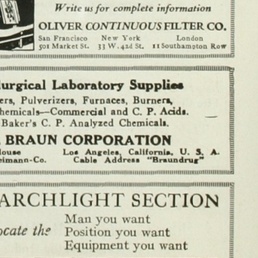 Write us for complete information
OLIVER CONTINUOUS FILTER CO.
San Francisco New York London
501 Market St. 33 W. 42d St. 11 Southampton Row
lurgical Laboratory Supplies
ers, Pulverizers, Furnaces, Burners,
hemicals—Commercial and C. P. Acids.
Baker's C. P. Analyzed Chemicals.
BRAUN CORPORATION
House Los Angeles, California, U. S. A.
eimann-Co. Cable Address "Braundrug"
ARCHLIGHT SECTION
Man you want
ocate the Position you want
Equipment you want